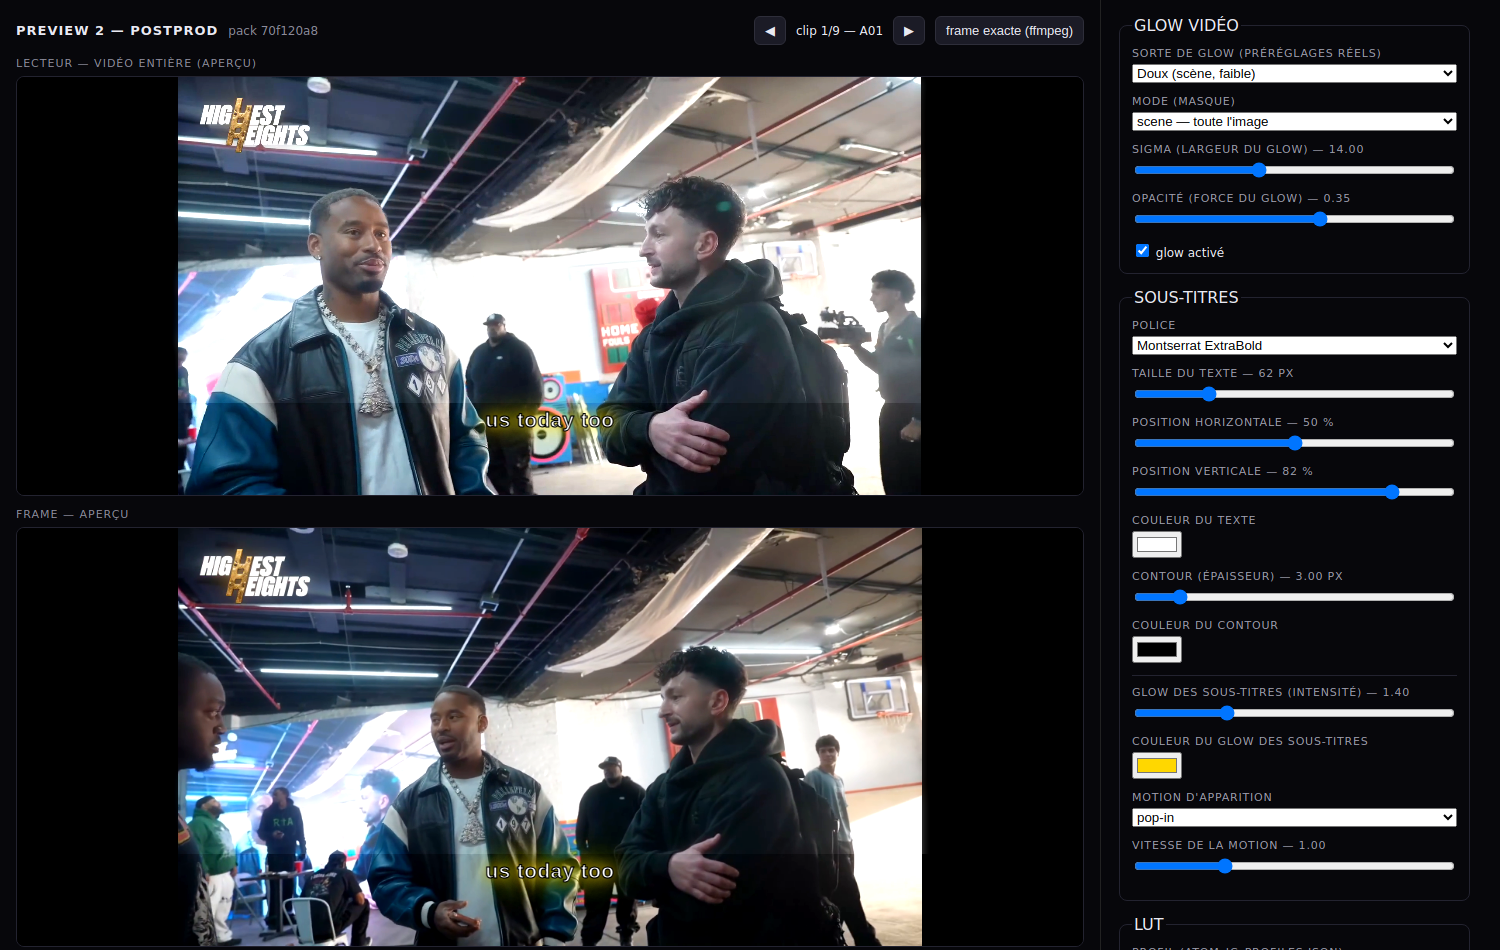 PREVIEW 2 — POSTPROD pack 70f120a8
◀ clip 1/9 — A01 ▶ frame exacte (ffmpeg)
LECTEUR — VIDÉO ENTIÈRE (APERÇU)
HIGHEST
HEIGHTS
HOME
FOULS
us today too
FRAME — APERÇU
HIGHEST
HEIGHTS
us today too
GLOW VIDÉO
SORTE DE GLOW (PRÉRÉGLAGES RÉELS)
Doux (scène, faible)
MODE (MASQUE)
scene — toute l'image
SIGMA (LARGEUR DU GLOW) — 14.00
OPACITÉ (FORCE DU GLOW) — 0.35
glow activé
SOUS-TITRES
POLICE
Montserrat ExtraBold
TAILLE DU TEXTE — 62 PX
POSITION HORIZONTALE — 50 %
POSITION VERTICALE — 82 %
COULEUR DU TEXTE
CONTOUR (ÉPAISSEUR) — 3.00 PX
COULEUR DU CONTOUR
GLOW DES SOUS-TITRES (INTENSITÉ) — 1.40
COULEUR DU GLOW DES SOUS-TITRES
MOTION D'APPARITION
pop-in
VITESSE DE LA MOTION — 1.00
LUT